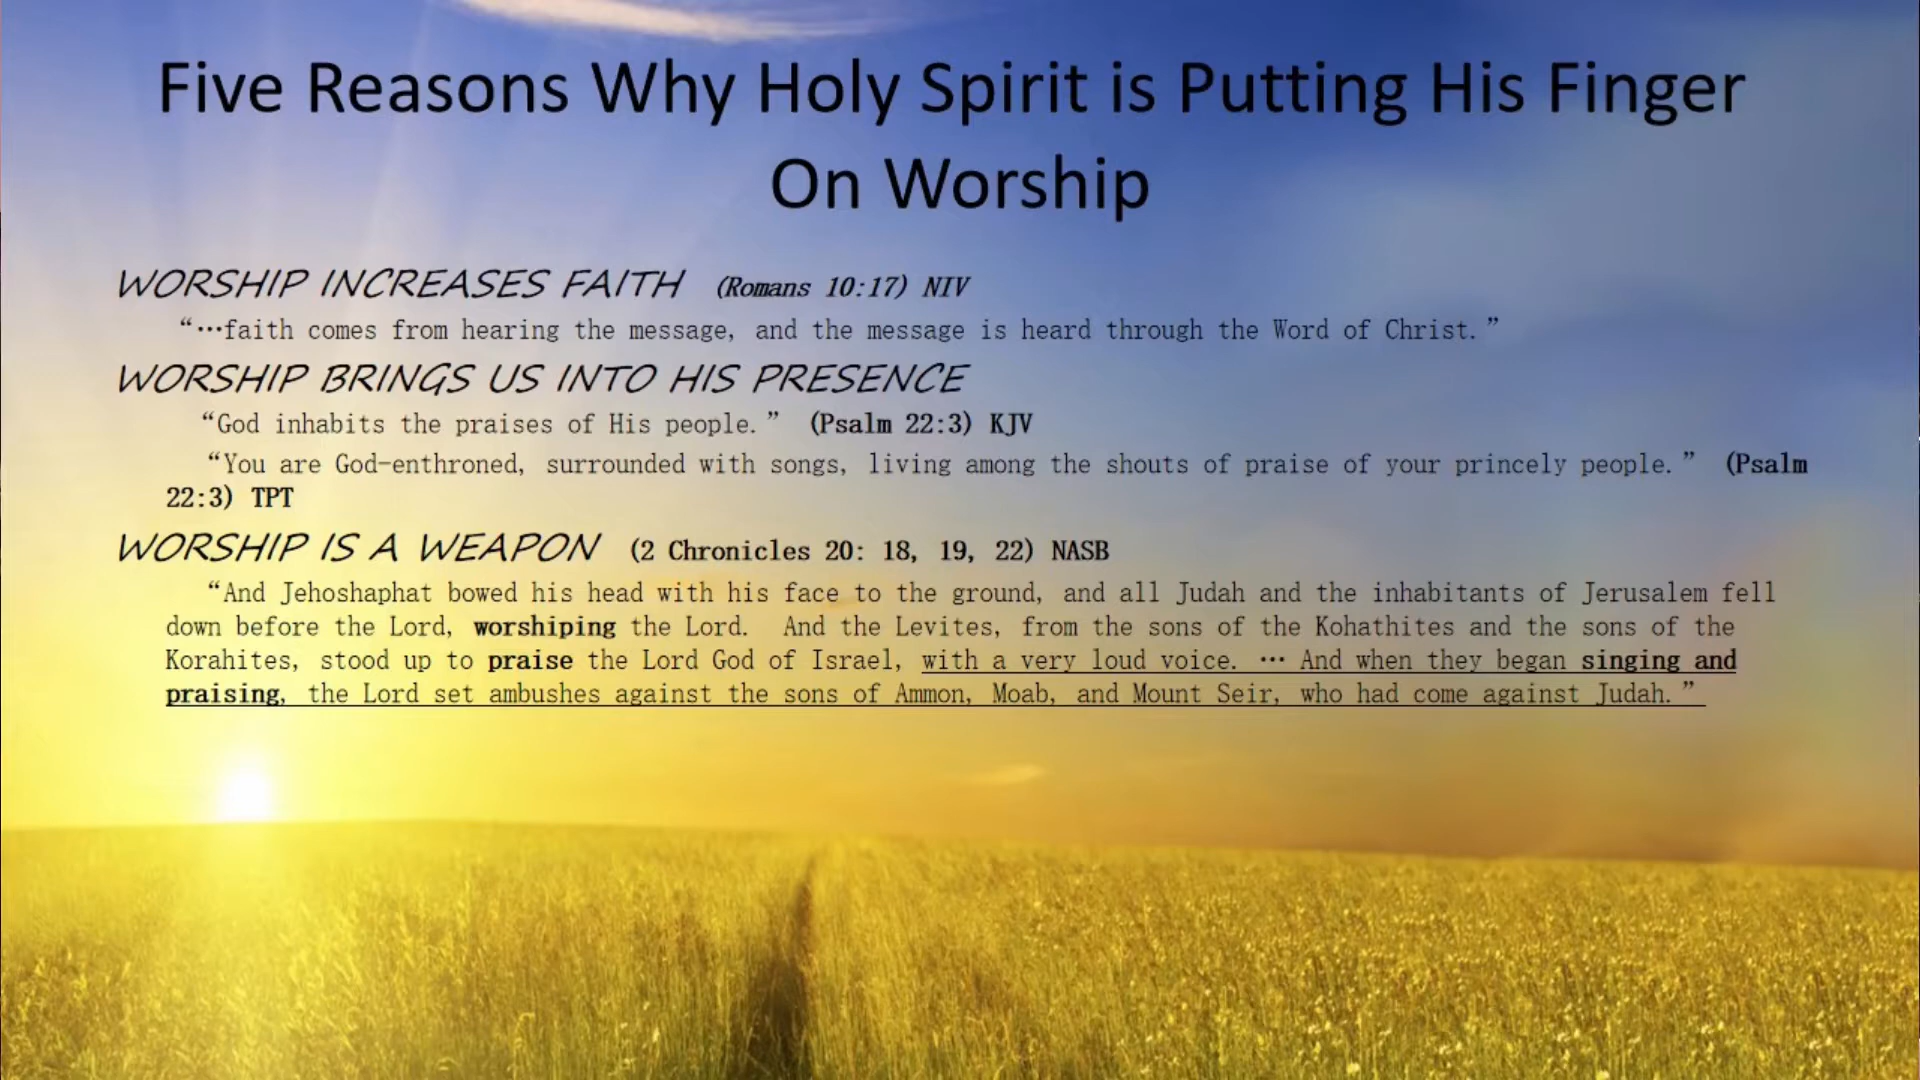 Five Reasons Why Holy Spirit is Putting His Finger
On Worship
WORSHIP INCREASES FAITH (Romans 10:17) NIV
“…faith comes from hearing the message, and the message is heard through the Word of Christ.”
WORSHIP BRINGS US INTO HIS PRESENCE
“God inhabits the praises of His people.” (Psalm 22:3) KJV
“You are God-enthroned, surrounded with songs, living among the shouts of praise of your princely people.” (Psalm
22:3) TPT
WORSHIP IS A WEAPON (2 Chronicles 20: 18, 19, 22) NASB
“And Jehoshaphat bowed his head with his face to the ground, and all Judah and the inhabitants of Jerusalem fell
down before the Lord, worshiping the Lord. And the Levites, from the sons of the Kohathites and the sons of the
Korahites, stood up to praise the Lord God of Israel, with a very loud voice. … And when they began singing and
praising, the Lord set ambushes against the sons of Ammon, Moab, and Mount Seir, who had come against Judah.”